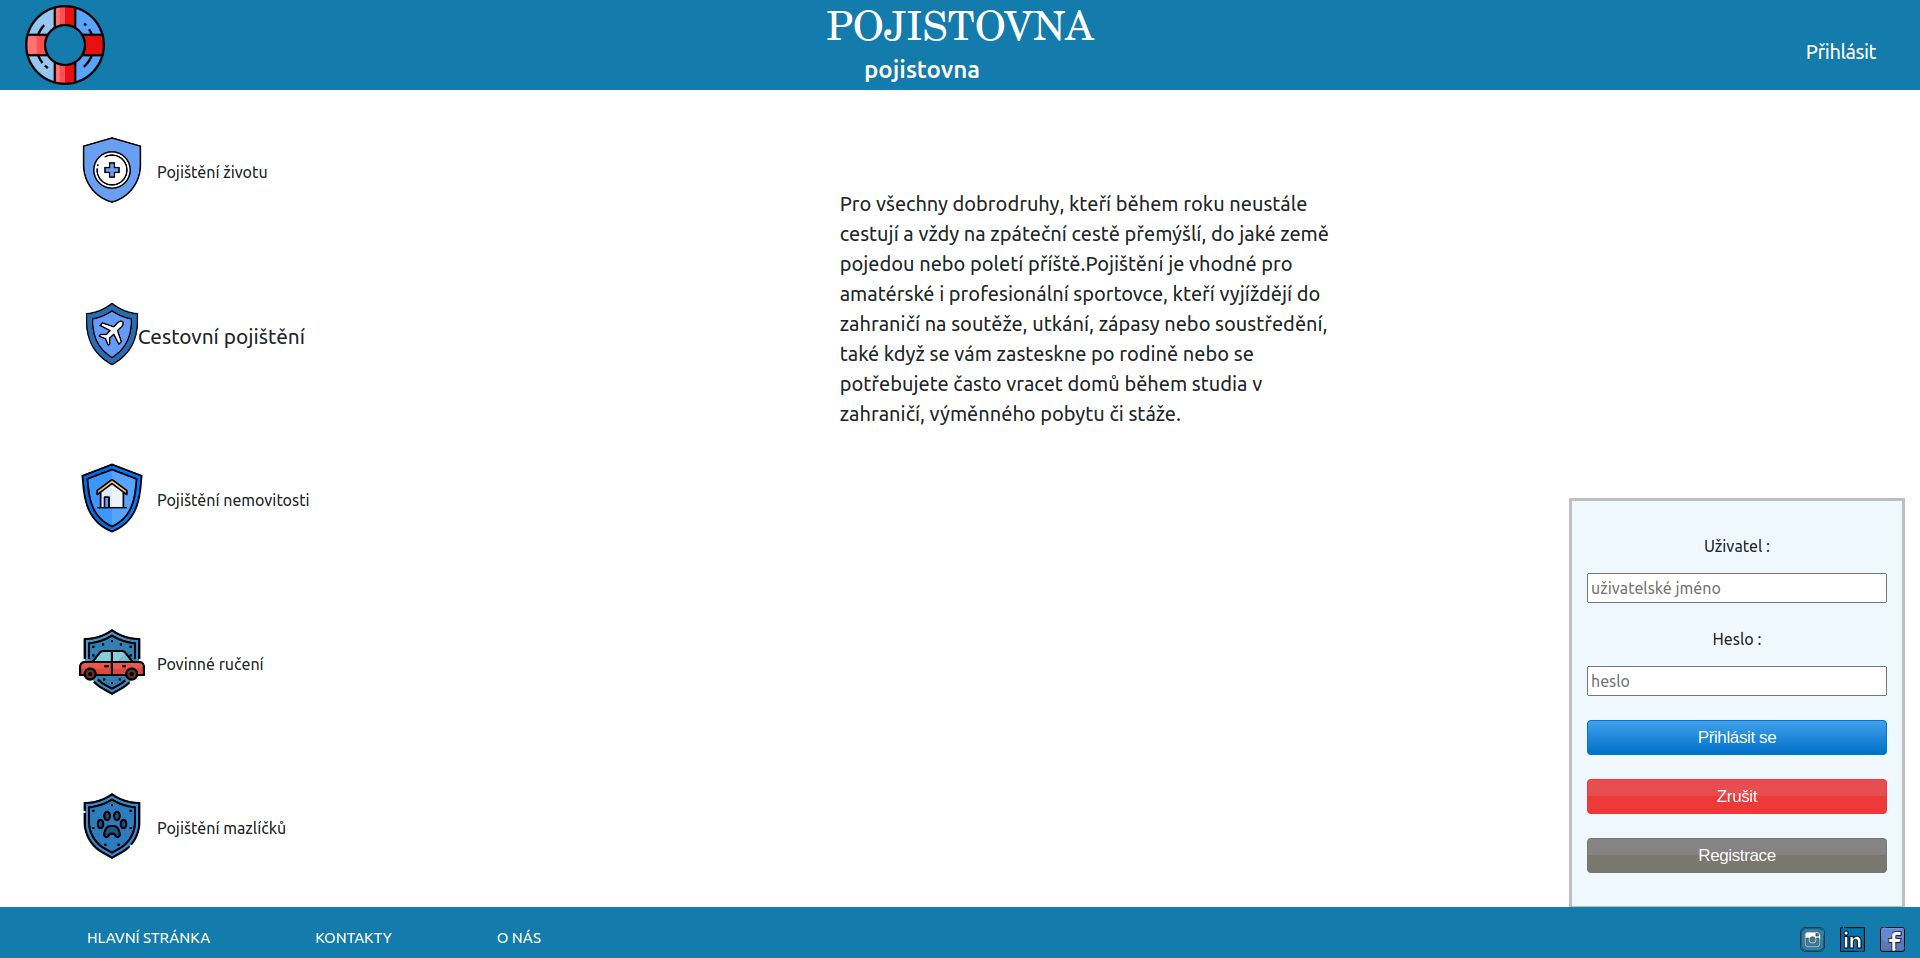 POJISTOVNA
pojistovna
Přihlásit
Pojištění životu
Cestovní pojištění
Pojištění nemovitosti
Povinné ručení
Pojištění mazlíčků
Pro všechny dobrodruhy, kteří během roku neustále
cestují a vždy na zpáteční cestě přemýšlí, do jaké země
pojedou nebo poletí příště.Pojištění je vhodné pro
amatérské i profesionální sportovce, kteří vyjíždějí do
zahraničí na soutěže, utkání, zápasy nebo soustředění,
také když se vám zasteskne po rodině nebo se
potřebujete často vracet domů během studia v
zahraničí, výměnného pobytu či stáže.
Uživatel :
uživatelské jméno
Heslo :
heslo
Přihlásit se
Zrušit
Registrace
HLAVNÍ STRÁNKA
KONTAKTY
O NÁS
in
f